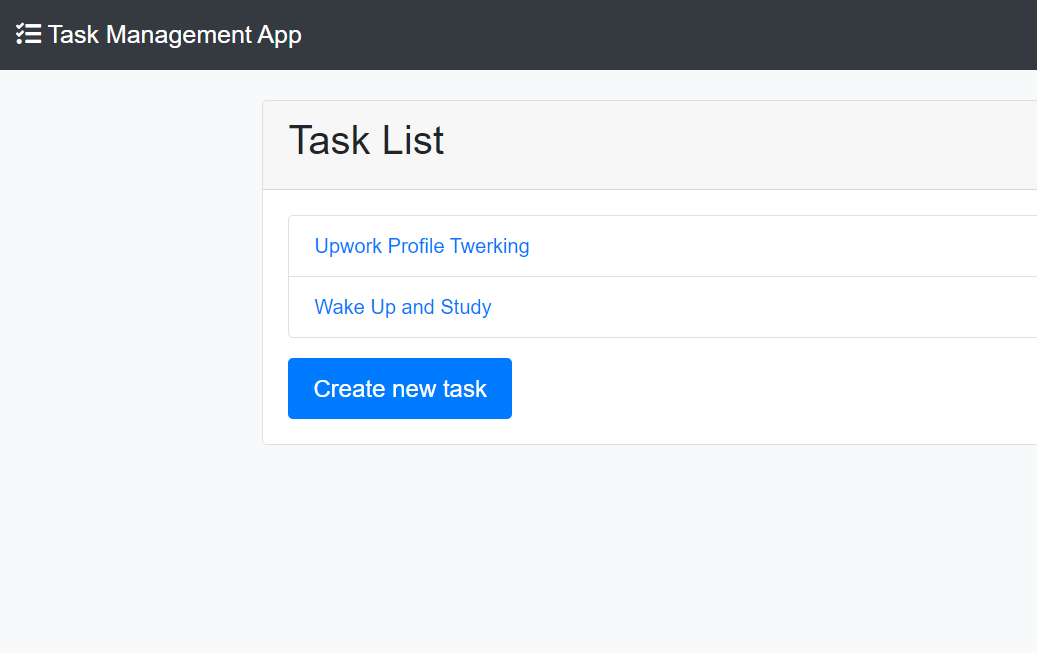 Task Management App
Task List
Upwork Profile Twerking
Wake Up and Study
Create new task